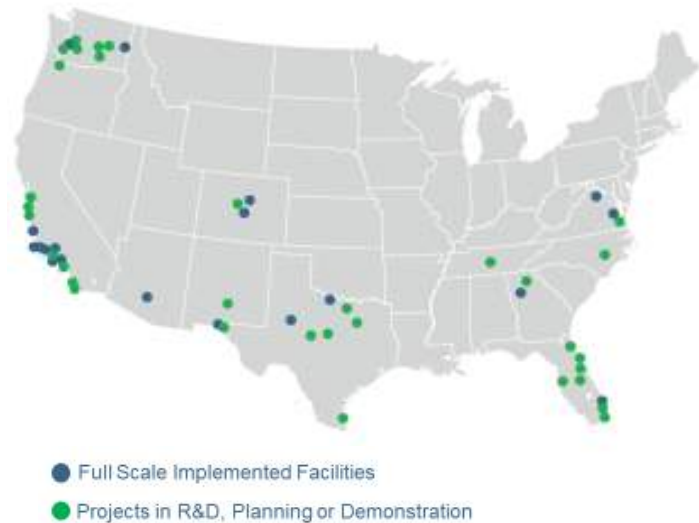 Full Scale Implemented Facilities
Projects in R&D, Planning or Demonstration